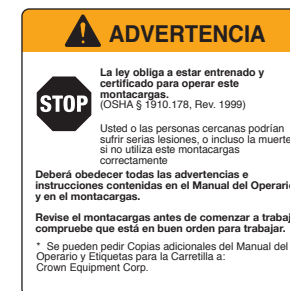 ADVERTENCIA
STOP
La ley obliga a estar entrenado y
certificado para operar este
montacargas.
(OSHA § 1910.178, Rev. 1999)
Usted o las personas cercanas podrían
sufrir serias lesiones, o incluso la muerte
si no utiliza este montacargas
correctamente
Deberá obedecer todas las advertencias e
instrucciones contenidas en el Manual del Operari
y en el montacargas.
Revise el montacargas antes de comenzar a trabaj
compruebe que está en buen orden para trabajar.
* Se pueden pedir Copias adicionales del Manual del
Operario y Etiquetas para la Carretilla a:
Crown Equipment Corp.